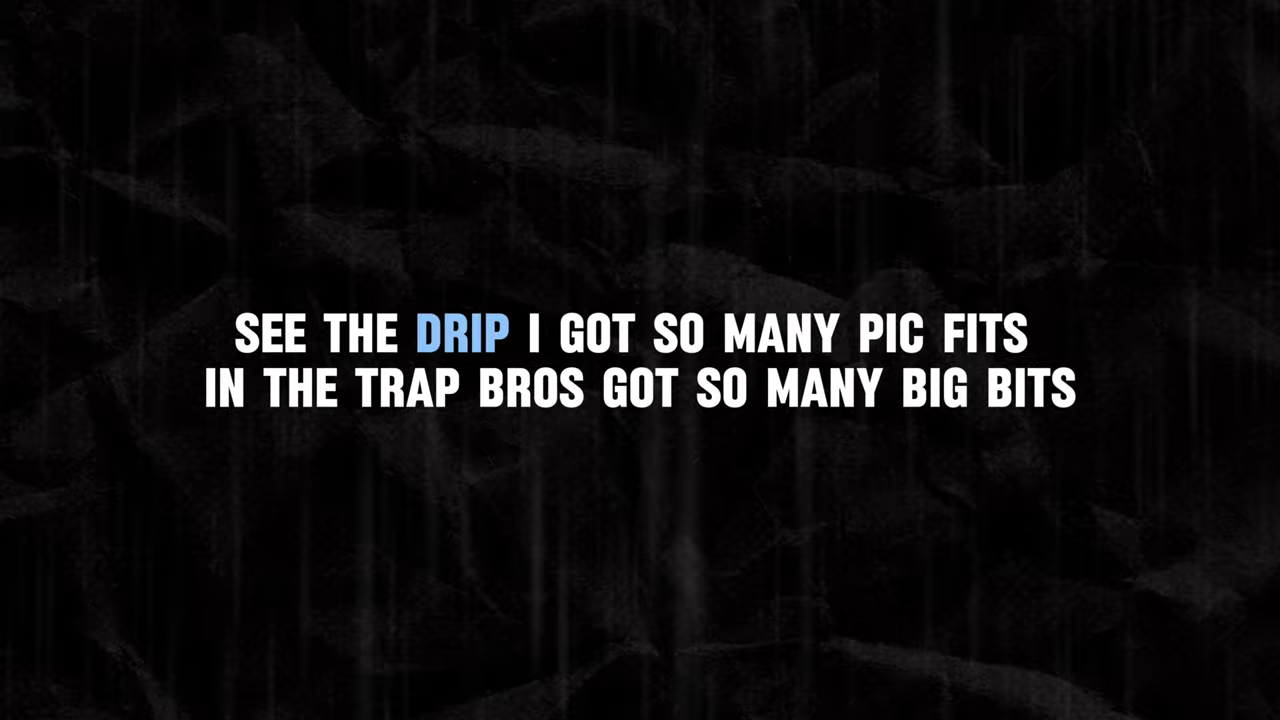 SEE THE DRIP I GOT SO MANY PIC FITS
IN THE TRAP BROS GOT SO MANY BIG BITS